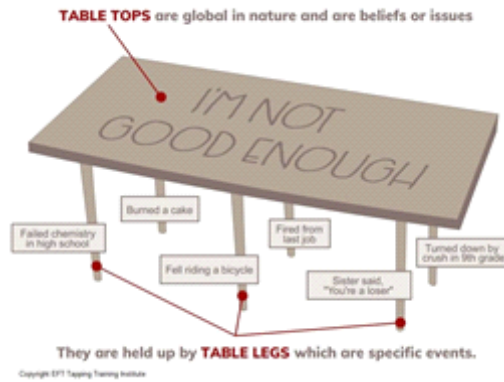 TABLE TOPS are global in nature and are beliefs or issues
I'M NOT
GOOD ENOUGH
Burned a cake
Failed chemistry
in high school
Fired from
last job
Turned down by
crush in 9th grade
Fell riding a bicycle
Sister said,
"You're a loser"
They are held up by TABLE LEGS which are specific events.
Copyright EFT Tapping Training Institute